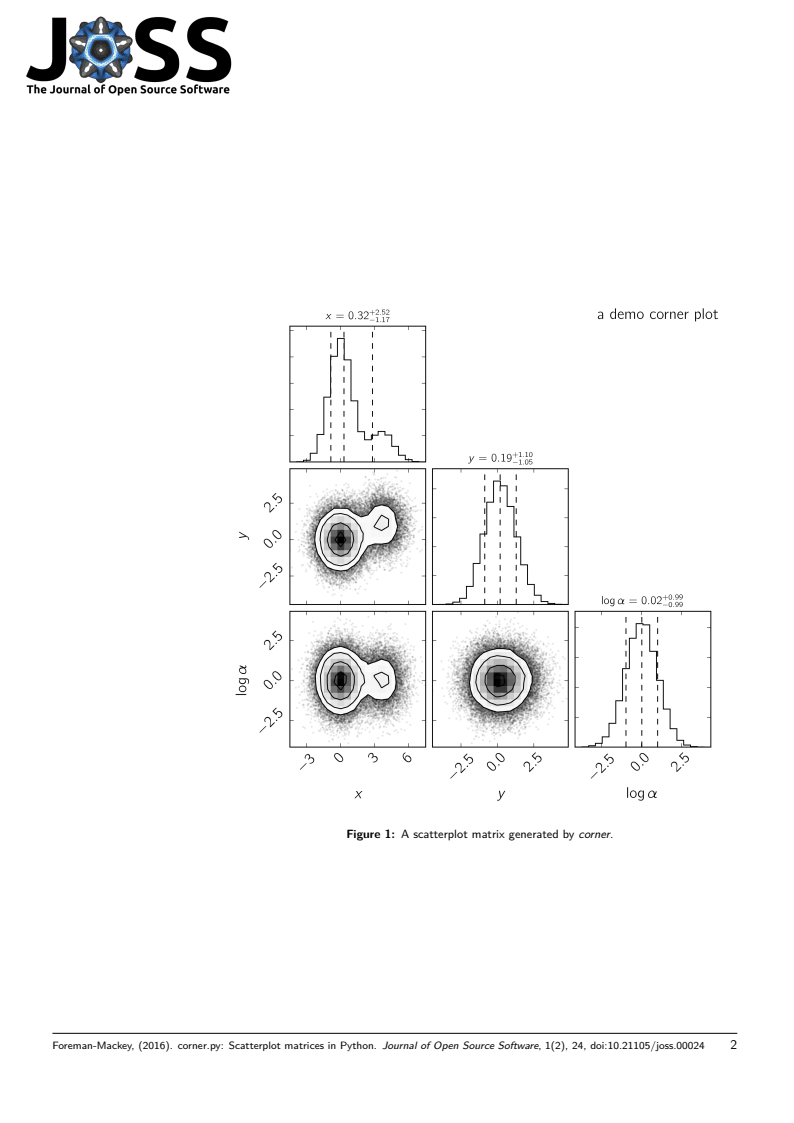 JOSS
The Journal of Open Source Software
x = 0.32+2.52−1.17
a demo corner plot
y = 0.19+1.10−1.05
2.5
0.0
−2.5
y
log α = 0.02+0.99−0.99
2.5
0.0
−2.5
log α
−3 0 3 6
−2.5 0.0 2.5
−2.5 0.0 2.5
x
y
log α
Figure 1: A scatterplot matrix generated by corner.
Foreman-Mackey, (2016). corner.py: Scatterplot matrices in Python. Journal of Open Source Software, 1(2), 24, doi:10.21105/joss.00024 2